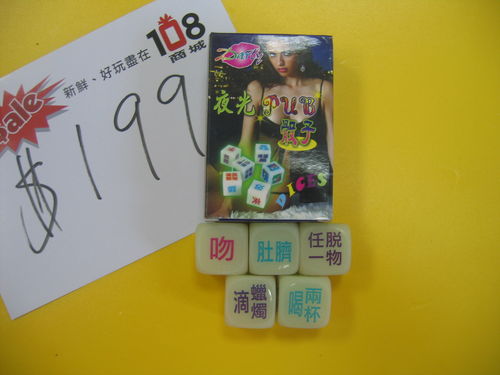 新鮮、好玩盡在
108
商城
Sale
$199
夜光PUB
骰子
DICES
吻
肚臍
任一
脱物
滴
蠟燭
喝
兩杯